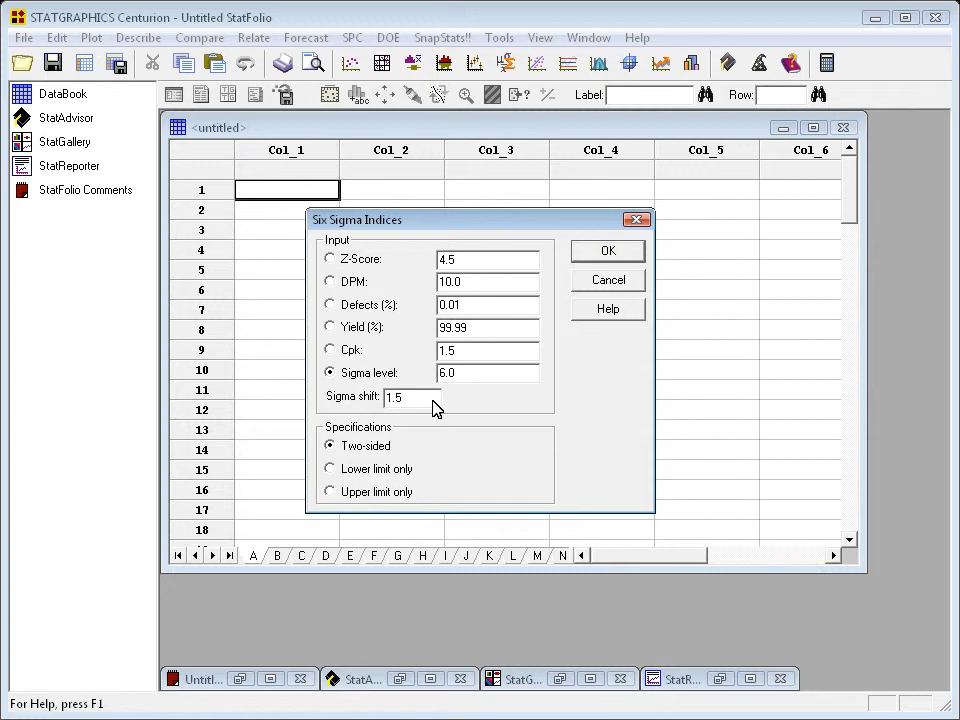 STATGRAPHICS Centurion - Untitled StatFolio
File Edit Plot Describe Compare Relate Forecast SPC DOE SnapStats!! Tools View Window Help
Label: Row:
DataBook
StatAdvisor
StatGallery
StatReporter
StatFolio Comments
<untitled>
Col_1 Col_2 Col_3 Col_4 Col_5 Col_6
1
2
3
4
5
6
7
8
9
10
11
12
13
14
15
16
17
18
Six Sigma Indices
Input
Z-Score: 4.5
DPM: 10.0
Defects (%): 0.01
Yield (%): 99.99
Cpk: 1.5
Sigma level: 6.0
Sigma shift: 1.5
OK
Cancel
Help
Specifications
Two-sided
Lower limit only
Upper limit only
A B C D E F G H I J K L M N
Untitl... StatA... StatG... StatR...
For Help, press F1